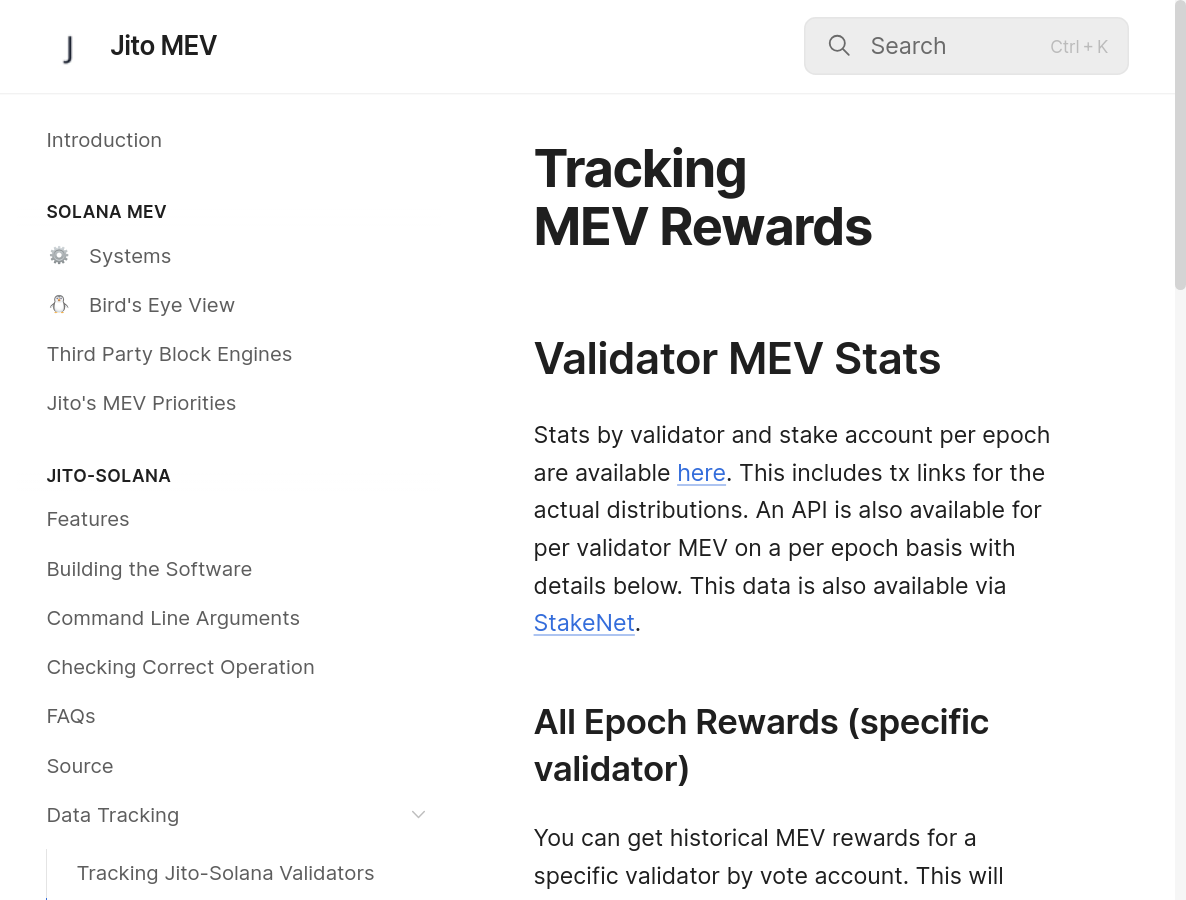 Jito MEV
Search
Ctrl + K
Introduction
SOLANA MEV
Systems
Bird's Eye View
Third Party Block Engines
Jito's MEV Priorities
JITO-SOLANA
Features
Building the Software
Command Line Arguments
Checking Correct Operation
FAQs
Source
Data Tracking
Tracking Jito-Solana Validators
Tracking
MEV Rewards
Validator MEV Stats
Stats by validator and stake account per epoch
are available here. This includes tx links for the
actual distributions. An API is also available for
per validator MEV on a per epoch basis with
details below. This data is also available via
StakeNet.
All Epoch Rewards (specific
validator)
You can get historical MEV rewards for a
specific validator by vote account. This will